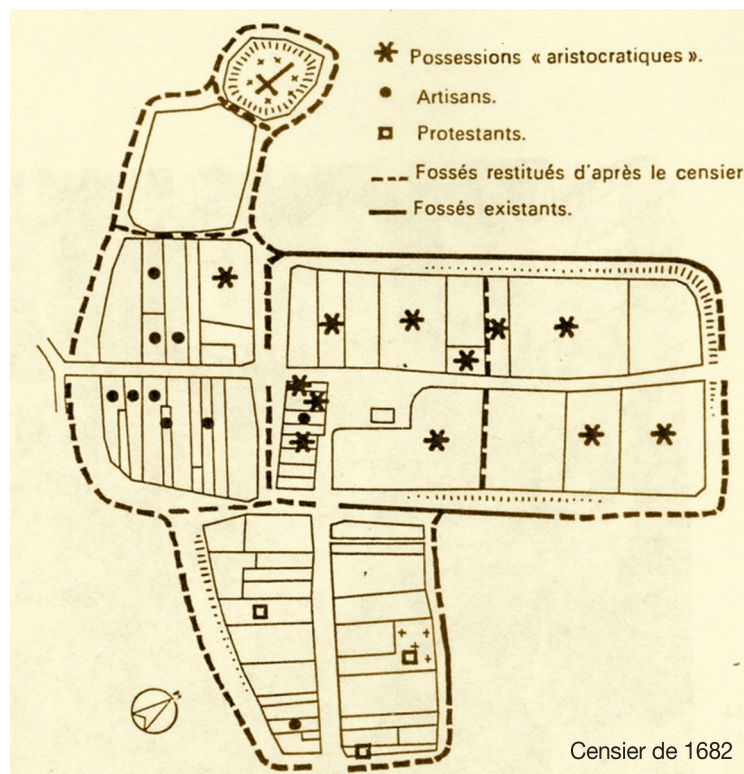 Possessions « aristocratiques ».
Artisans.
Protestants.
Fossés restitués d'après le censier
Fossés existants.
Censier de 1682